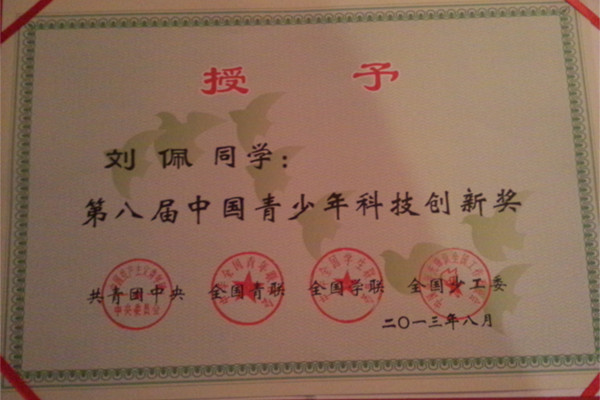 授 予
刘 佩 同学：
第八届中国青少年科技创新奖
共青团中央 全国青联 全国学联 全国少工委
二〇一三年八月